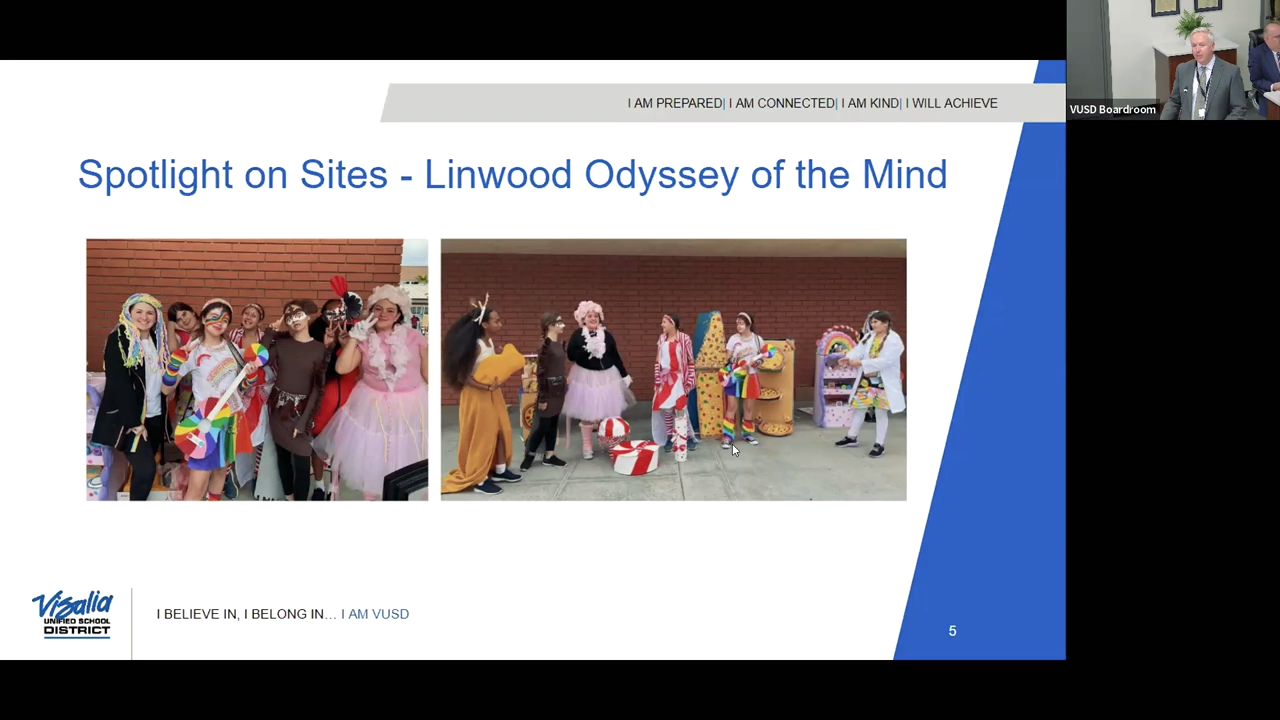 I AM PREPARED| I AM CONNECTED| I AM KIND| I WILL ACHIEVE
VUSD Boardroom
Spotlight on Sites - Linwood Odyssey of the Mind
Visalia
UNIFIED SCHOOL
DISTRICT
I BELIEVE IN, I BELONG IN... I AM VUSD
5